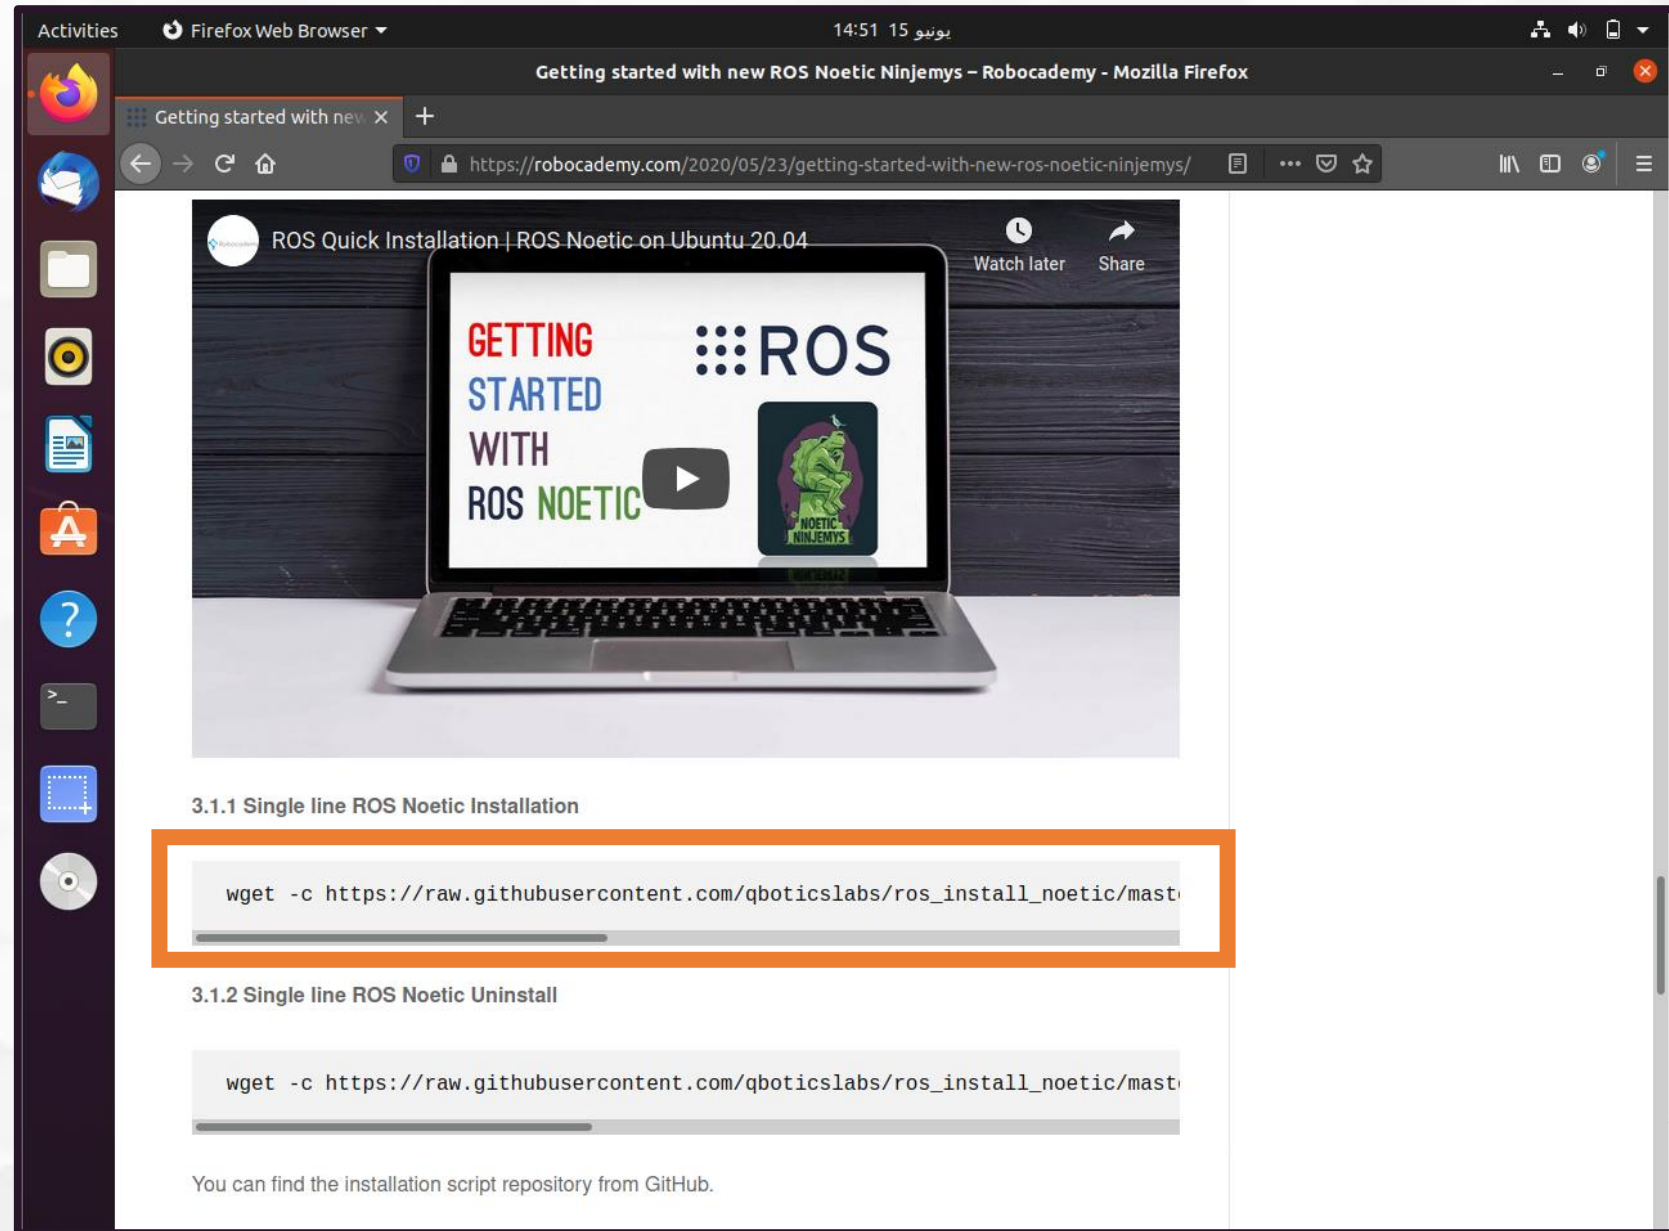 Activities Firefox Web Browser 14:51 15 يونيو
Getting started with new ROS Noetic Ninjemys – Robocademy - Mozilla Firefox
Getting started with new
https://robocademy.com/2020/05/23/getting-started-with-new-ros-noetic-ninjemys/
ROS Quick Installation | ROS Noetic on Ubuntu 20.04
Watch later Share
GETTING
STARTED
WITH
ROS NOETIC
ROS
NOETIC
NINJEMYS
3.1.1 Single line ROS Noetic Installation
wget -c https://raw.githubusercontent.com/qboticslabs/ros_install_noetic/mast
3.1.2 Single line ROS Noetic Uninstall
wget -c https://raw.githubusercontent.com/qboticslabs/ros_install_noetic/mast
You can find the installation script repository from GitHub.